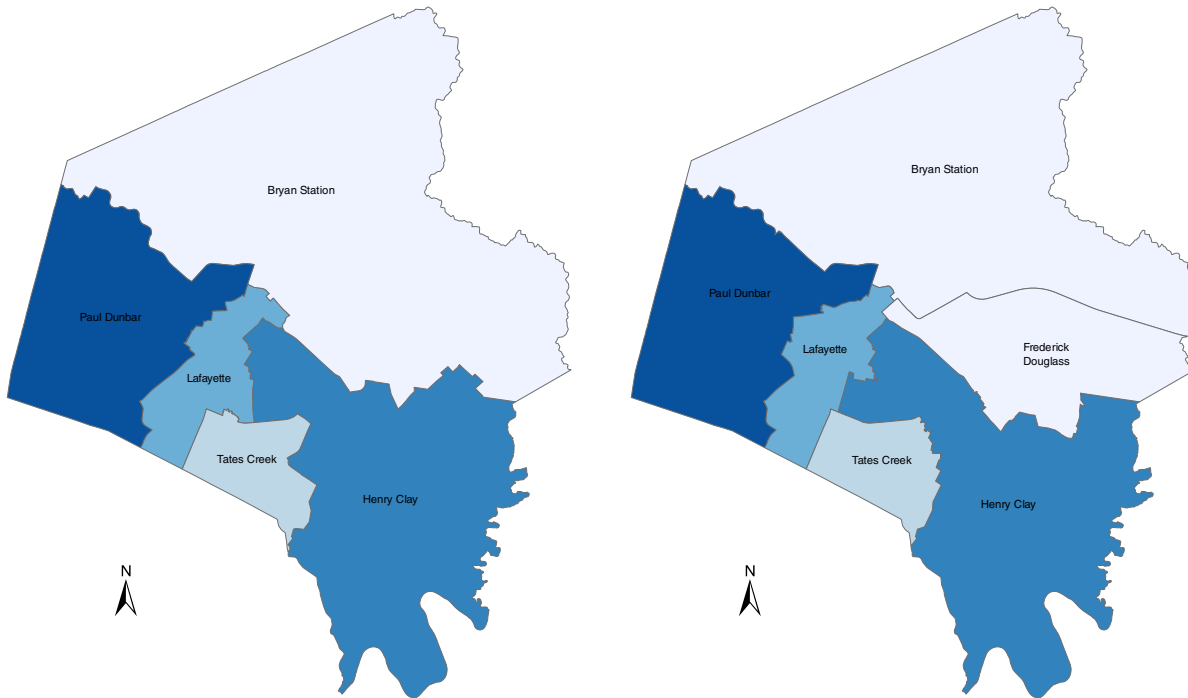 Bryan Station
Paul Dunbar
Lafayette
Tates Creek
Henry Clay
N
Bryan Station
Paul Dunbar
Lafayette
Frederick
Douglass
Tates Creek
Henry Clay
N